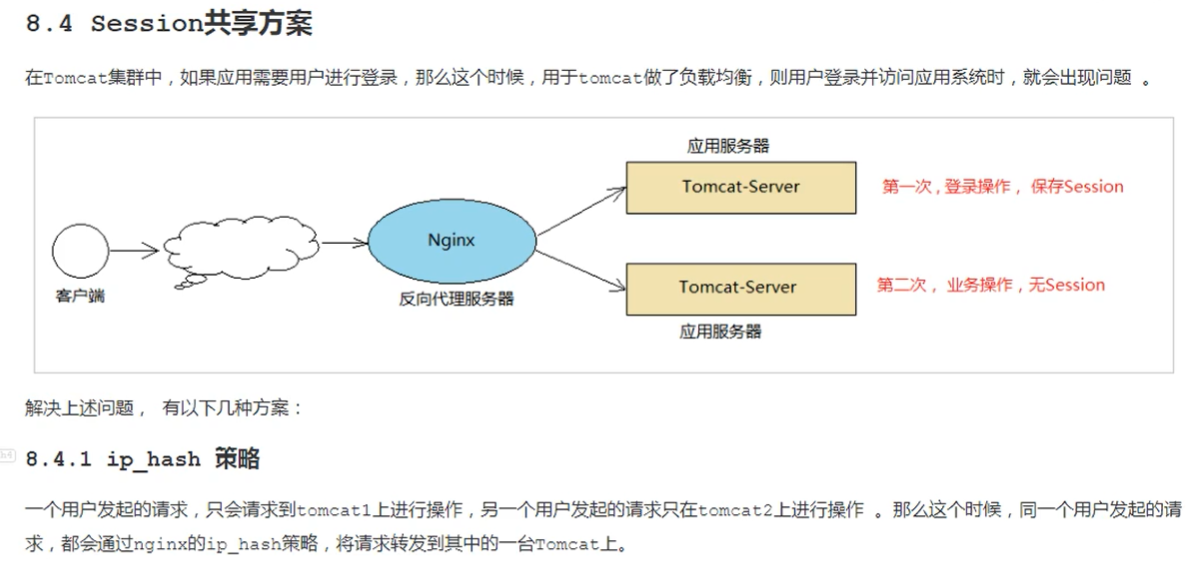 8.4 Session共享方案
在Tomcat集群中，如果应用需要用户进行登录，那么这个时候，用于tomcat做了负载均衡，则用户登录并访问应用系统时，就会出现问题 。
应用服务器
Tomcat-Server
第一次，登录操作， 保存Session
Nginx
客户端
反向代理服务器
Tomcat-Server
第二次， 业务操作，无Session
应用服务器
解决上述问题， 有以下几种方案：
h4
8.4.1 ip_hash 策略
一个用户发起的请求，只会请求到tomcat1上进行操作，另一个用户发起的请求只在tomcat2上进行操作 。那么这个时候，同一个用户发起的请
求，都会通过nginx的ip_hash策略，将请求转发到其中的一台Tomcat上。